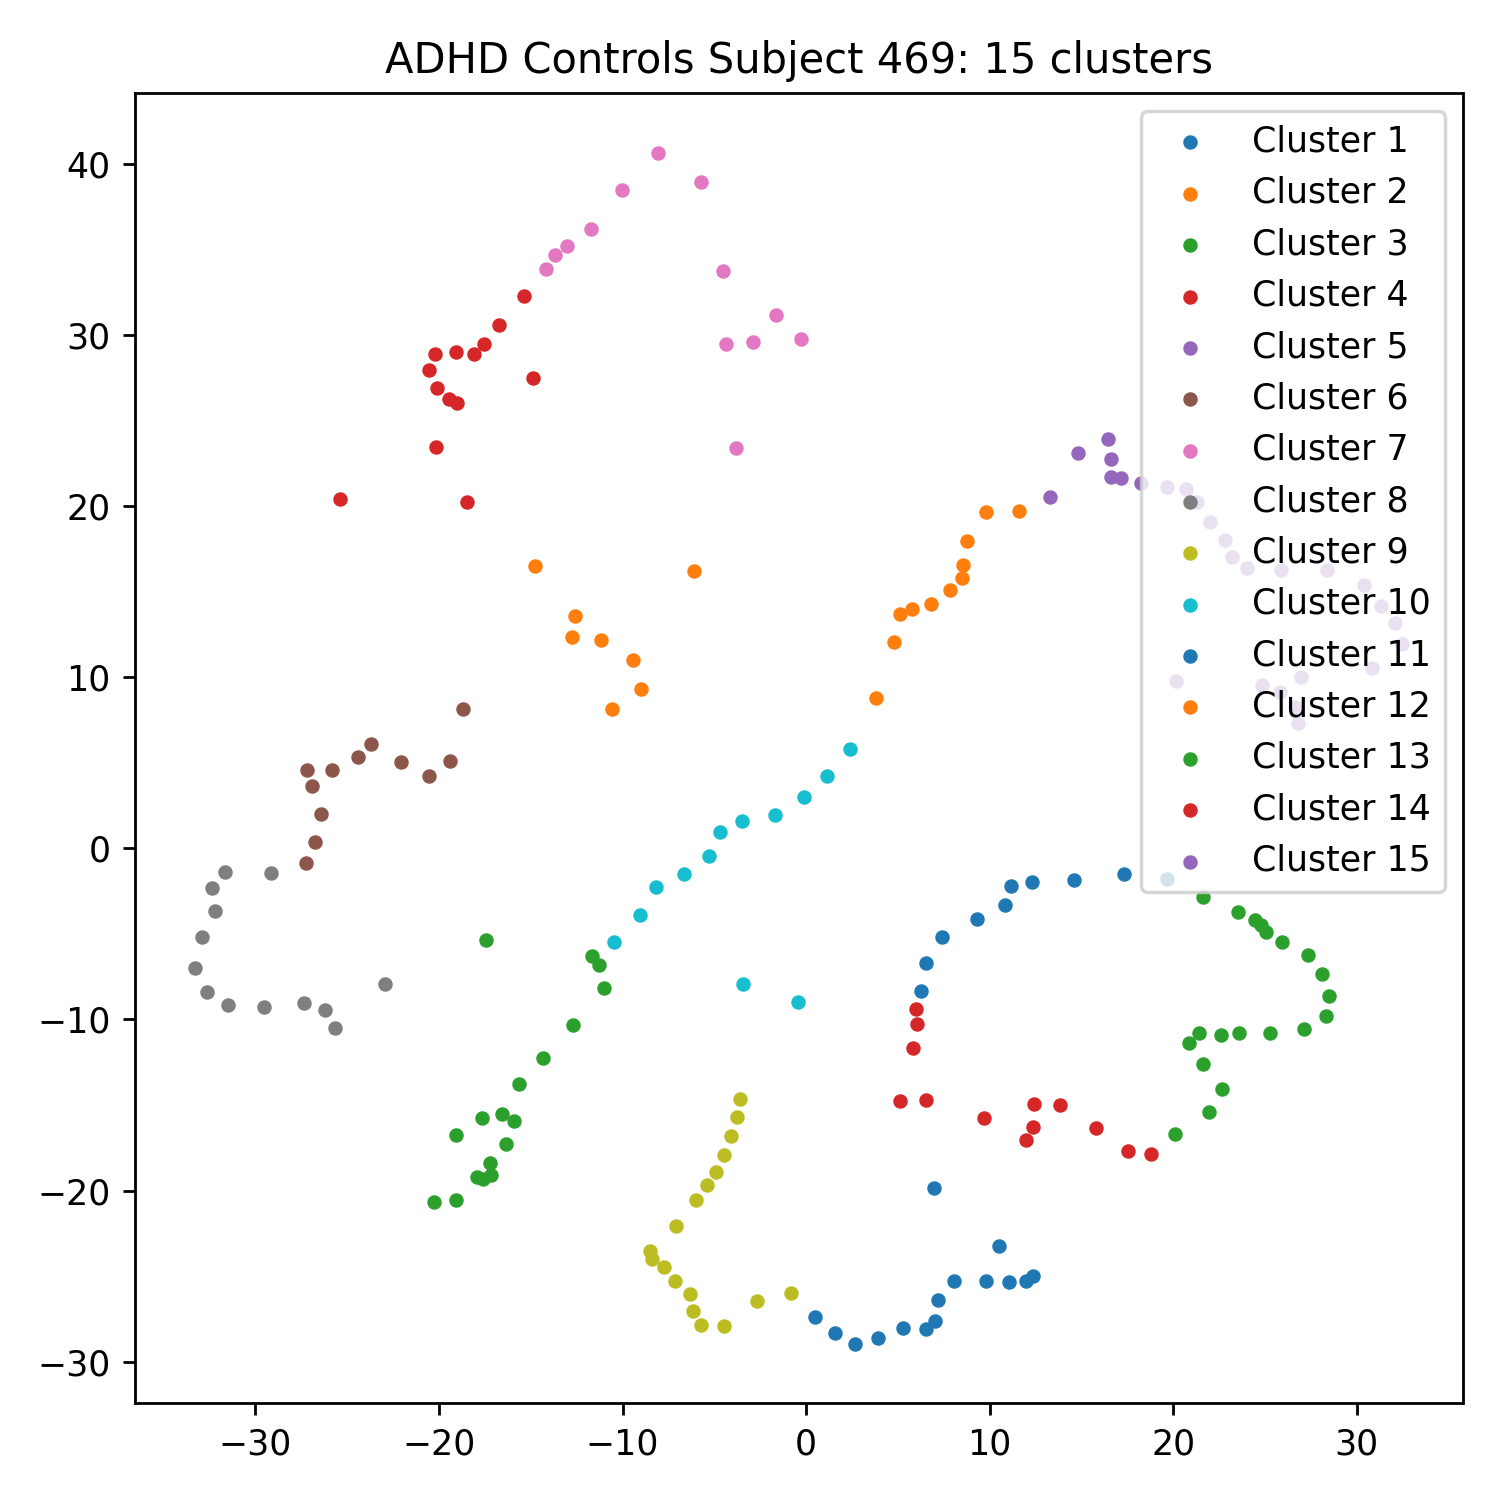 ADHD Controls Subject 469: 15 clusters
Cluster 1
Cluster 2
Cluster 3
Cluster 4
Cluster 5
Cluster 6
Cluster 7
Cluster 8
Cluster 9
Cluster 10
Cluster 11
Cluster 12
Cluster 13
Cluster 14
Cluster 15
40
30
20
10
0
−10
−20
−30
−30 −20 −10 0 10 20 30